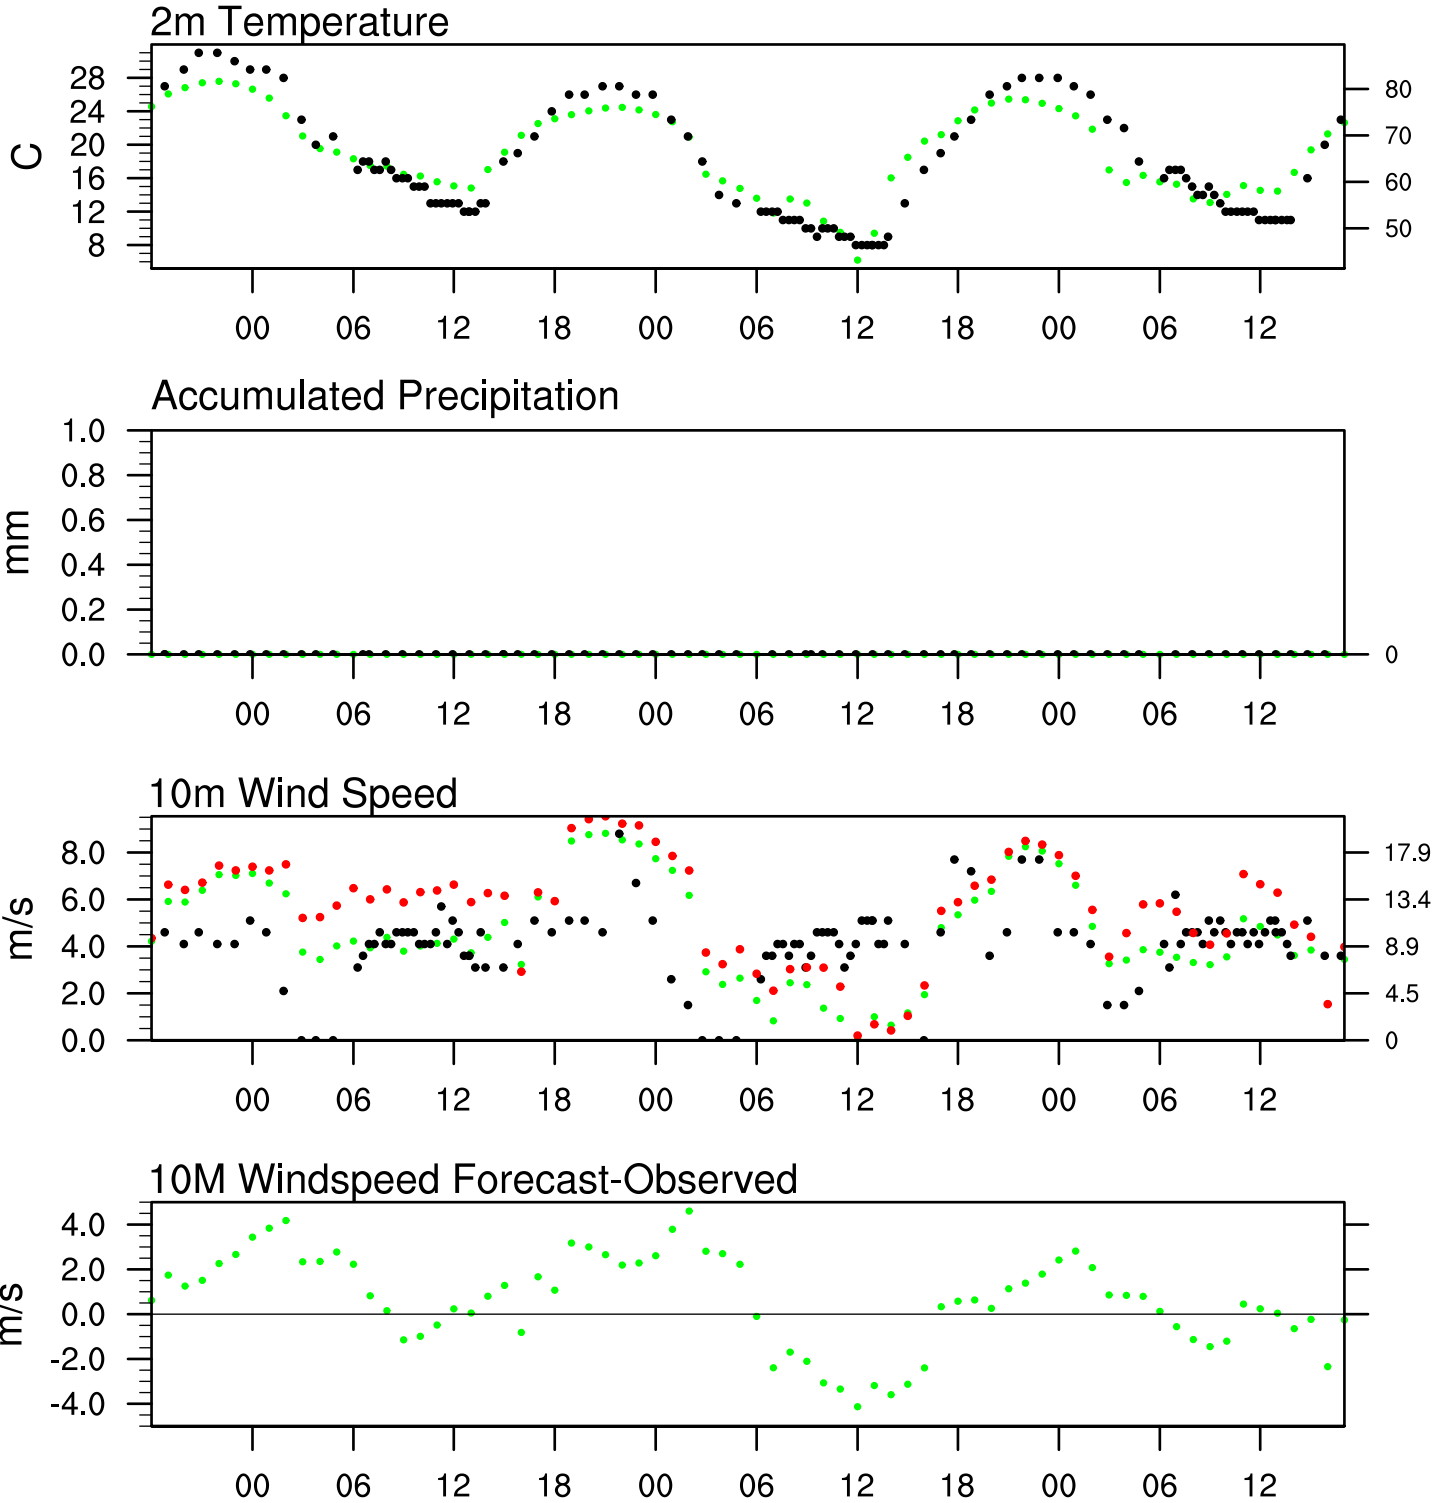 2m Temperature
C
28
24
20
16
12
8
80
70
60
50
00 06 12 18 00 06 12 18 00 06 12
Accumulated Precipitation
mm
1.0
0.8
0.6
0.4
0.2
0.0
0
00 06 12 18 00 06 12 18 00 06 12
10m Wind Speed
m/s
8.0
6.0
4.0
2.0
0.0
17.9
13.4
8.9
4.5
0
00 06 12 18 00 06 12 18 00 06 12
10M Windspeed Forecast-Observed
m/s
4.0
2.0
0.0
-2.0
-4.0
00 06 12 18 00 06 12 18 00 06 12